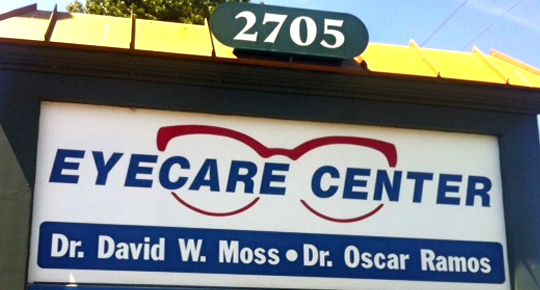 2705
EYECARE CENTER
Dr. David W. Moss • Dr. Oscar Ramos